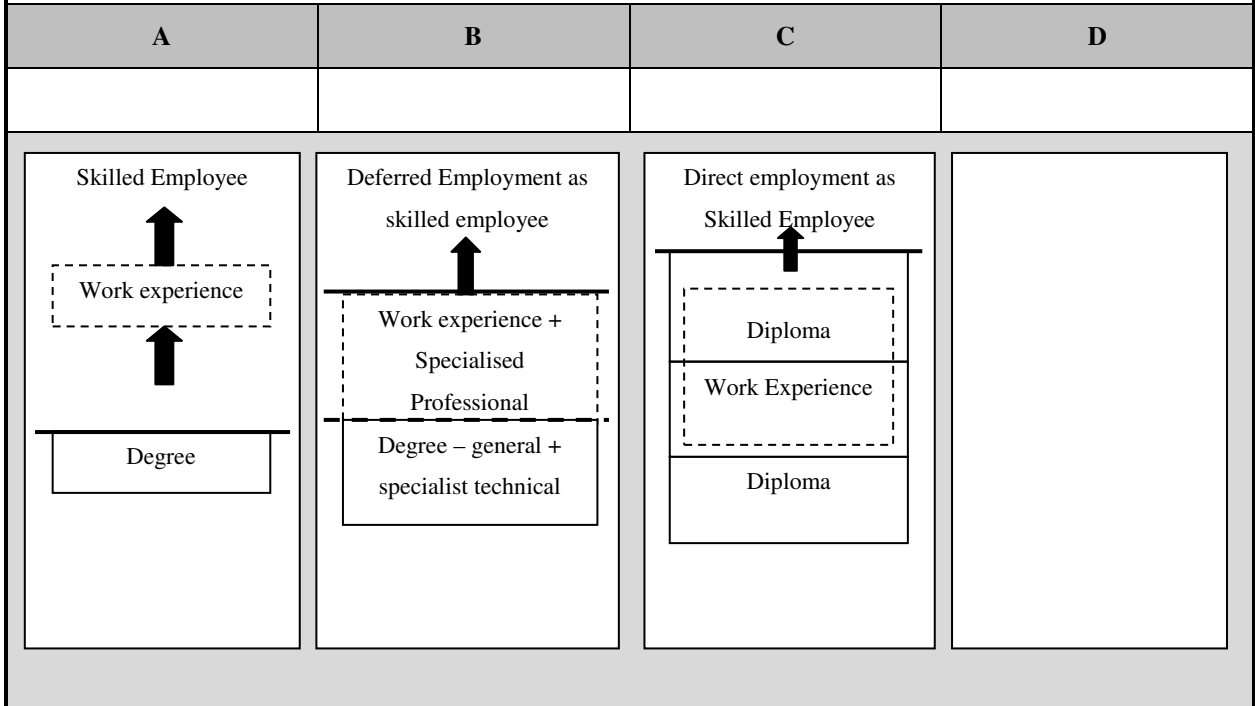 A
B
C
D
Skilled Employee
Work experience
Degree
Deferred Employment as
skilled employee
Work experience +
Specialised
Professional
Degree – general +
specialist technical
Direct employment as
Skilled Employee
Diploma
Work Experience
Diploma